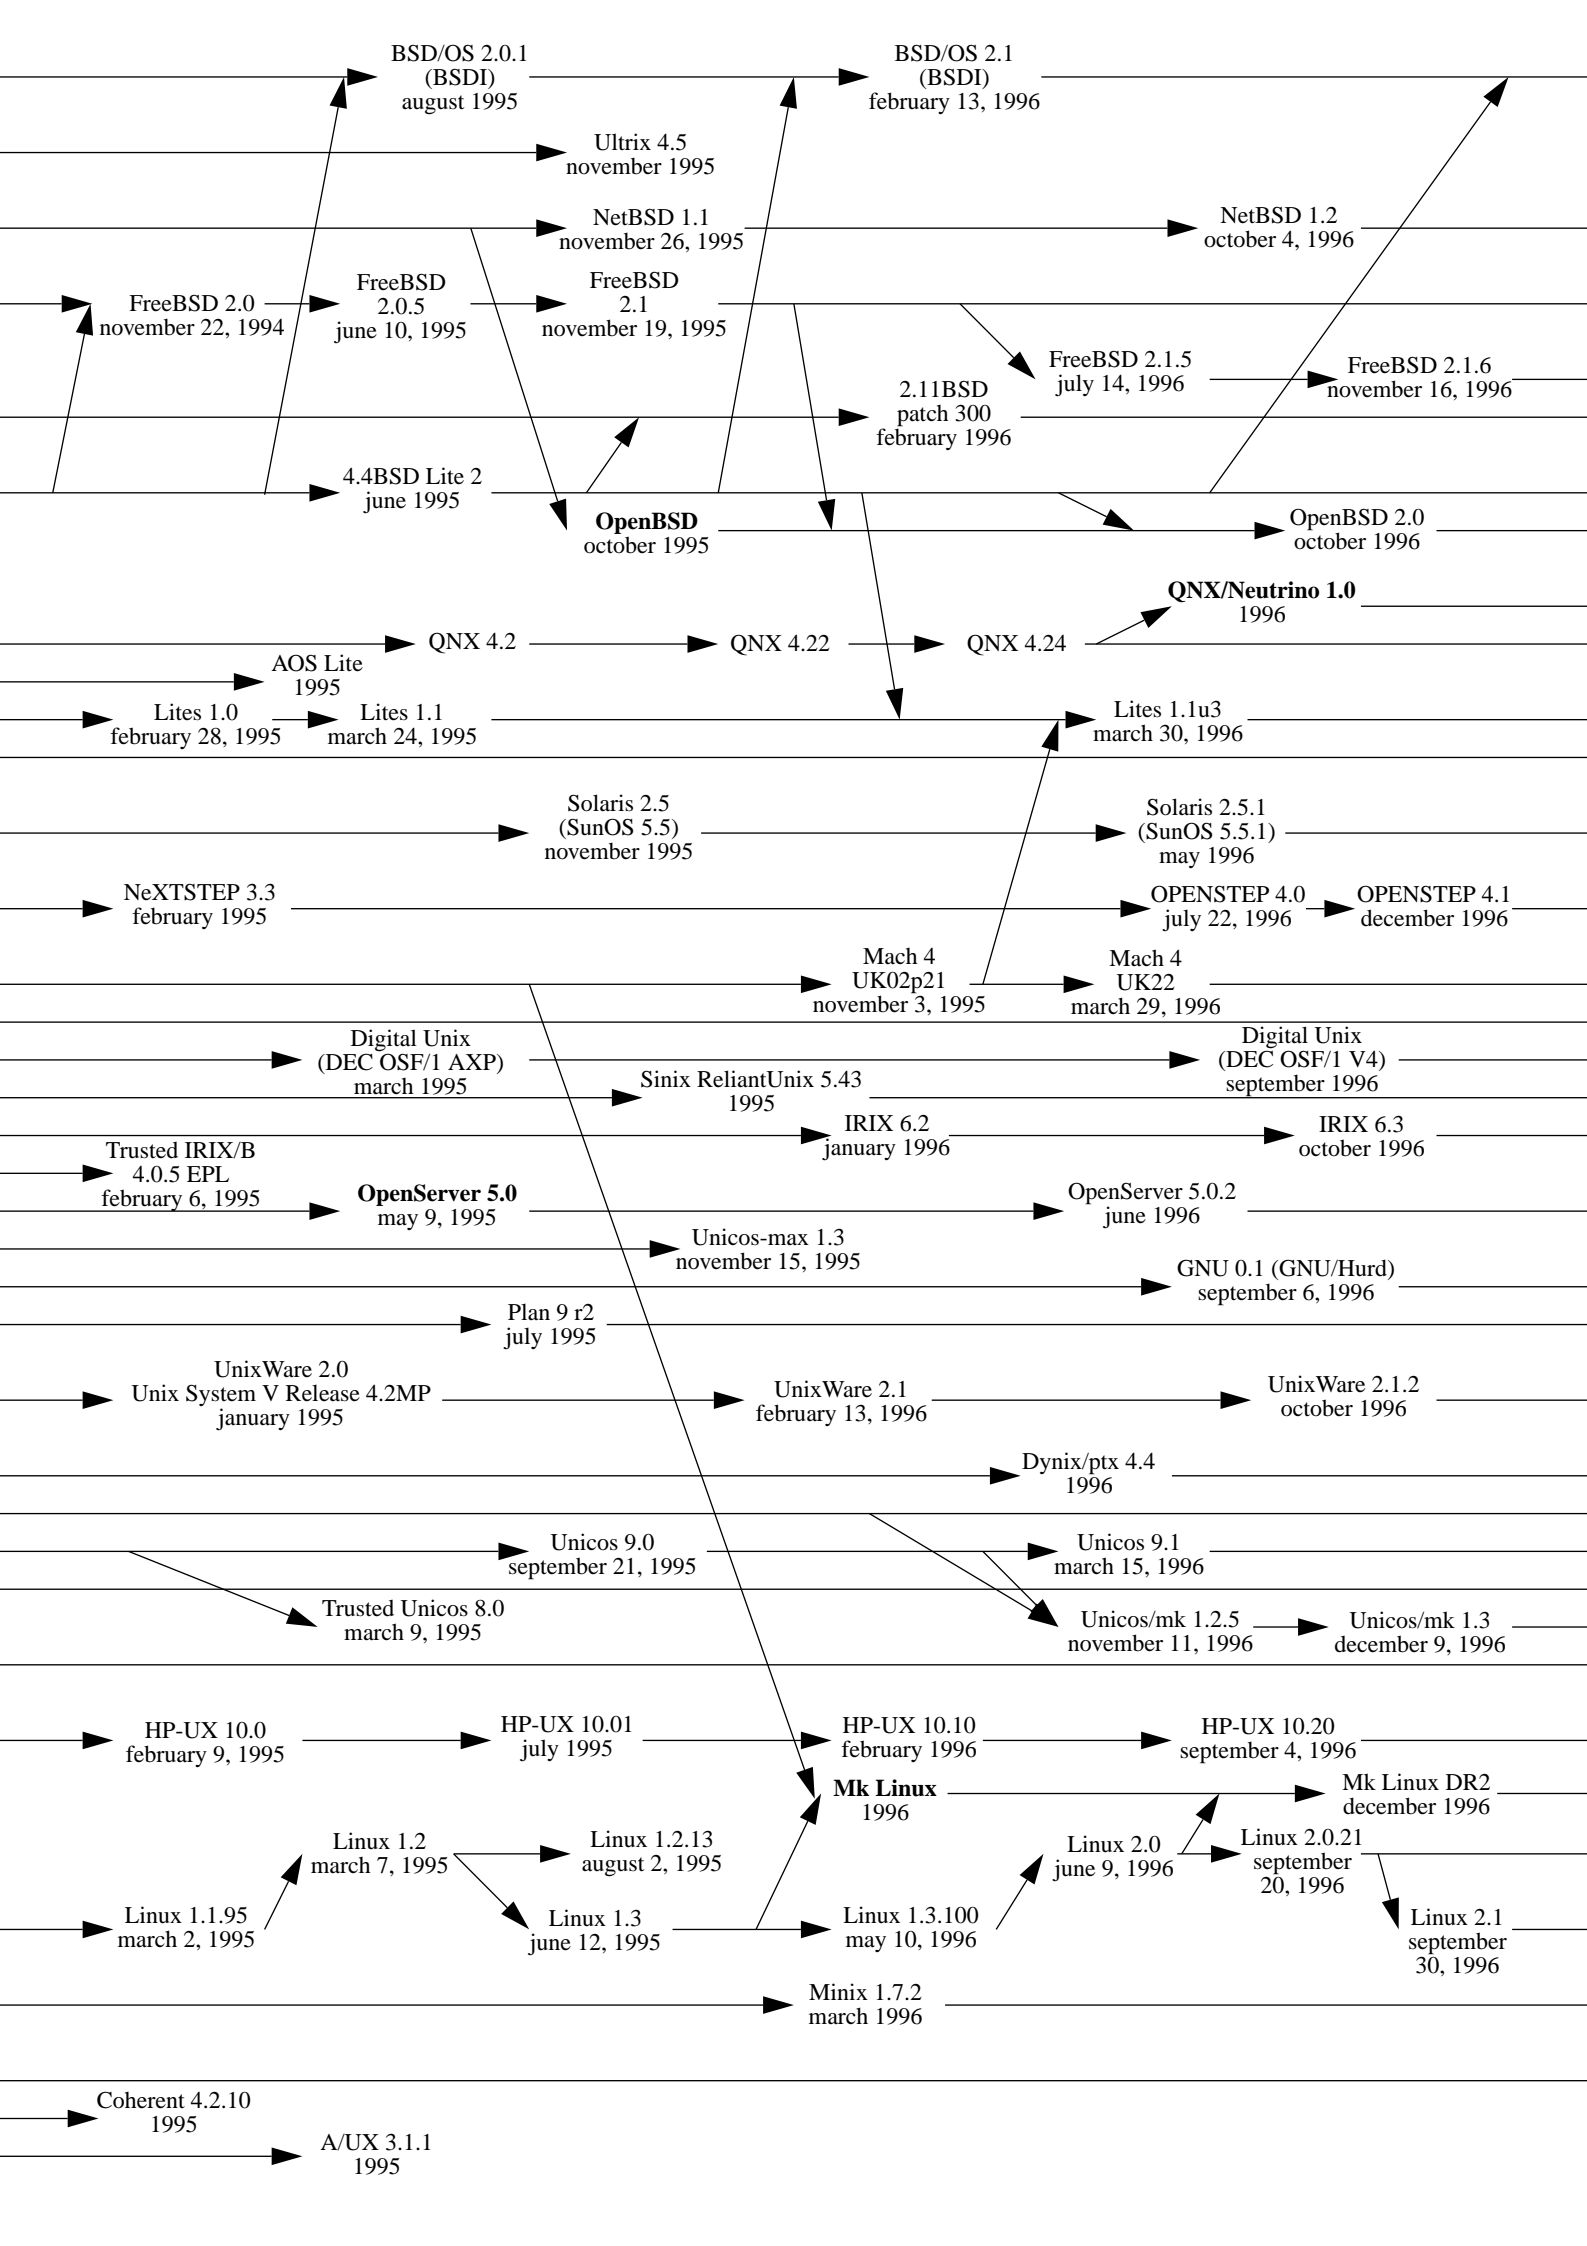 BSD/OS 2.0.1
(BSDI)
august 1995
BSD/OS 2.1
(BSDI)
february 13, 1996
Ultrix 4.5
november 1995
NetBSD 1.1
november 26, 1995
NetBSD 1.2
october 4, 1996
FreeBSD 2.0
november 22, 1994
FreeBSD
2.0.5
june 10, 1995
FreeBSD
2.1
november 19, 1995
FreeBSD 2.1.5
july 14, 1996
FreeBSD 2.1.6
november 16, 1996
2.11BSD
patch 300
february 1996
4.4BSD Lite 2
june 1995
OpenBSD
october 1995
OpenBSD 2.0
october 1996
QNX/Neutrino 1.0
1996
QNX 4.2
QNX 4.22
QNX 4.24
AOS Lite
1995
Lites 1.0
february 28, 1995
Lites 1.1
march 24, 1995
Lites 1.1u3
march 30, 1996
Solaris 2.5
(SunOS 5.5)
november 1995
Solaris 2.5.1
(SunOS 5.5.1)
may 1996
NeXTSTEP 3.3
february 1995
OPENSTEP 4.0
july 22, 1996
OPENSTEP 4.1
december 1996
Mach 4
UK02p21
november 3, 1995
Mach 4
UK22
march 29, 1996
Digital Unix
(DEC OSF/1 AXP)
march 1995
Digital Unix
(DEC OSF/1 V4)
september 1996
Sinix ReliantUnix 5.43
1995
IRIX 6.2
january 1996
IRIX 6.3
october 1996
Trusted IRIX/B
4.0.5 EPL
february 6, 1995
OpenServer 5.0
may 9, 1995
OpenServer 5.0.2
june 1996
Unicos-max 1.3
november 15, 1995
GNU 0.1 (GNU/Hurd)
september 6, 1996
Plan 9 r2
july 1995
UnixWare 2.0
Unix System V Release 4.2MP
january 1995
UnixWare 2.1
february 13, 1996
UnixWare 2.1.2
october 1996
Dynix/ptx 4.4
1996
Unicos 9.0
september 21, 1995
Unicos 9.1
march 15, 1996
Trusted Unicos 8.0
march 9, 1995
Unicos/mk 1.2.5
november 11, 1996
Unicos/mk 1.3
december 9, 1996
HP-UX 10.0
february 9, 1995
HP-UX 10.01
july 1995
HP-UX 10.10
february 1996
HP-UX 10.20
september 4, 1996
Mk Linux
1996
Mk Linux DR2
december 1996
Linux 1.2
march 7, 1995
Linux 1.2.13
august 2, 1995
Linux 2.0
june 9, 1996
Linux 2.0.21
september
20, 1996
Linux 1.1.95
march 2, 1995
Linux 1.3
june 12, 1995
Linux 1.3.100
may 10, 1996
Linux 2.1
september
30, 1996
Minix 1.7.2
march 1996
Coherent 4.2.10
1995
A/UX 3.1.1
1995